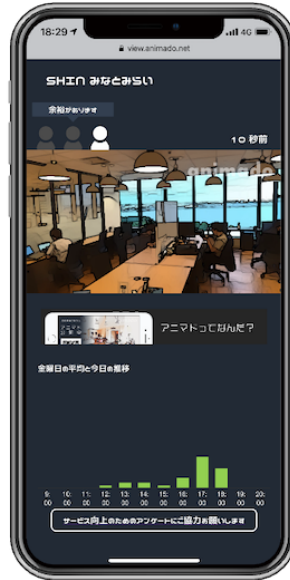 18:29
4G
view.animado.net
SHIN みなとみらい
余裕があります
10 秒前
animado
アニマドってなんだ？
金曜日の平均と今日の推移
9:00 10:00 11:00 12:00 13:00 14:00 15:00 16:00 17:00 18:00 19:00 20:00
サービス向上のためのアンケートにご協力お願いします